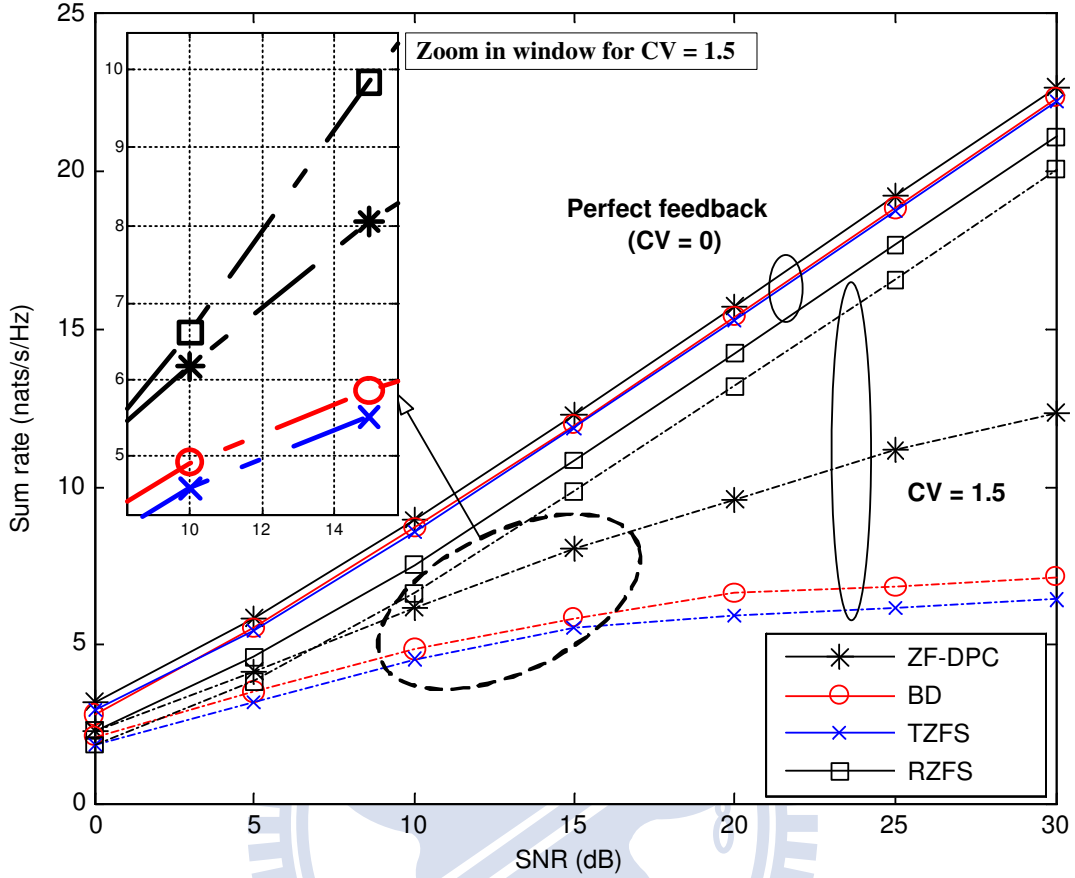 25
20
15
10
5
0
Sum rate (nats/s/Hz)
0 5 10 15 20 25 30
SNR (dB)
Zoom in window for CV = 1.5
10
9
8
7
6
5
10 12 14
Perfect feedback
(CV = 0)
CV = 1.5
ZF-DPC
BD
TZFS
RZFS